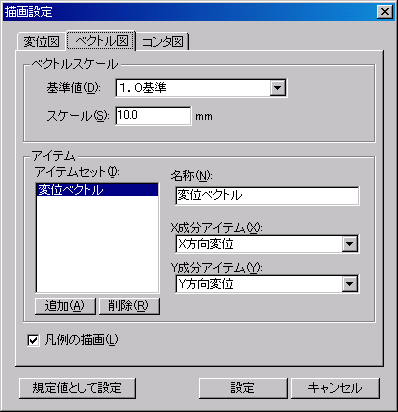 描画設定
変位図 ベクトル図 コンタ図
ベクトルスケール
基準値(D): 1．0基準
スケール(S): 10.0 mm
アイテム
アイテムセット(I):
変位ベクトル
追加(A) 削除(R)
名称(N):
変位ベクトル
X成分アイテム(X):
X方向変位
Y成分アイテム(Y):
Y方向変位
凡例の描画(L)
規定値として設定 設定 キャンセル